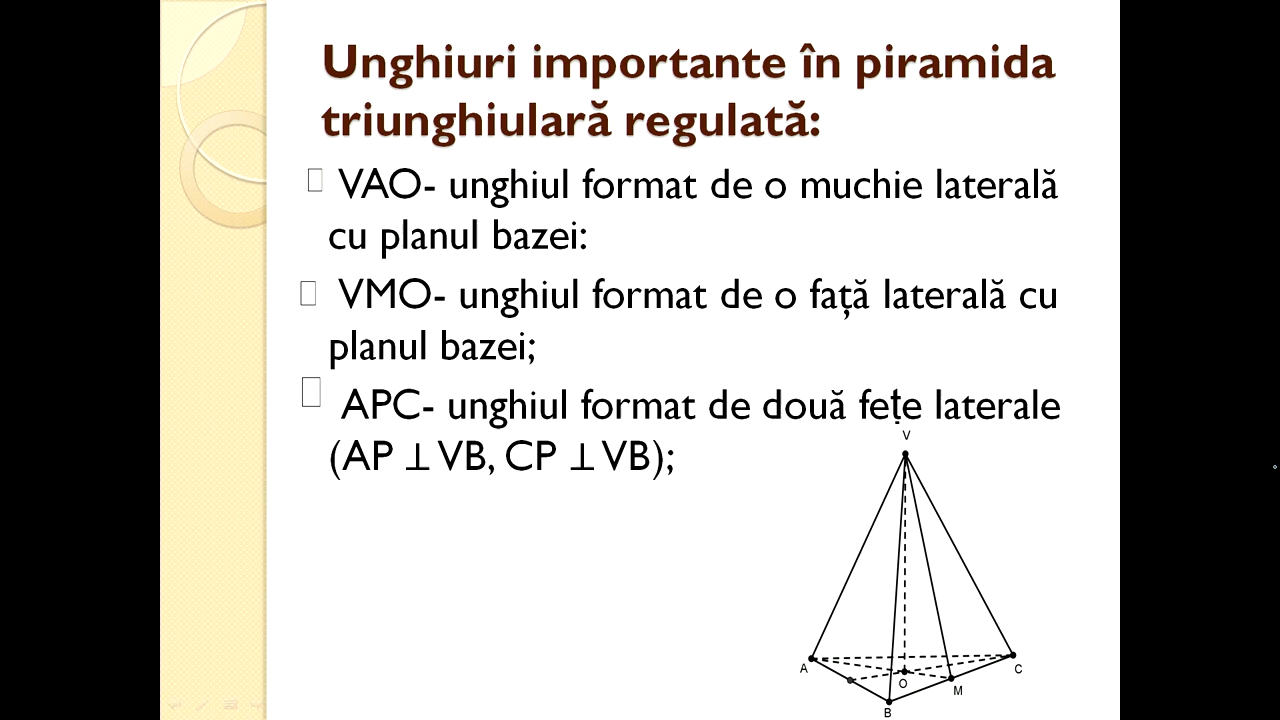 Unghiuri importante în piramida
triunghiulară regulată:
VAO- unghiul format de o muchie laterală
cu planul bazei:
VMO- unghiul format de o față laterală cu
planul bazei;
APC- unghiul format de două fețe laterale
(AP ⊥ VB, CP ⊥ VB);
V
A
O
B
M
C